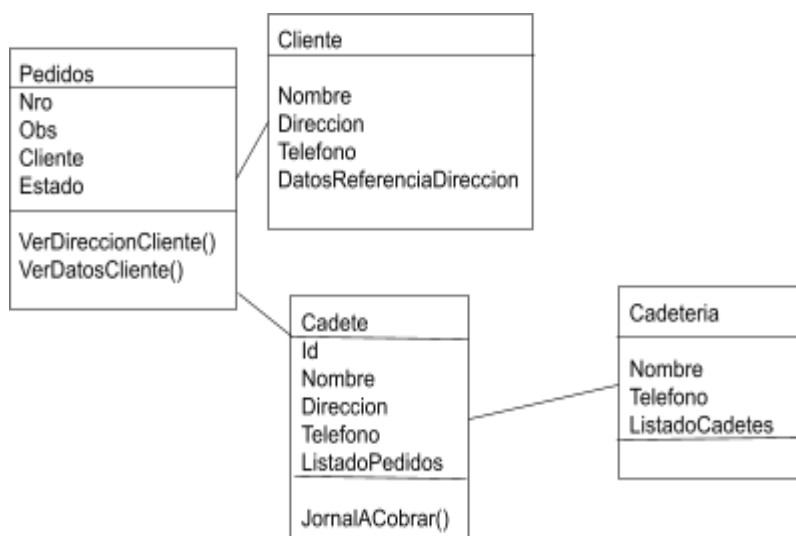 Pedidos
Nro
Obs
Cliente
Estado
VerDireccionCliente()
VerDatosCliente()
Cliente
Nombre
Direccion
Telefono
DatosReferenciaDireccion
Cadete
Id
Nombre
Direccion
Telefono
ListadoPedidos
JornalACobrar()
Cadeteria
Nombre
Telefono
ListadoCadetes